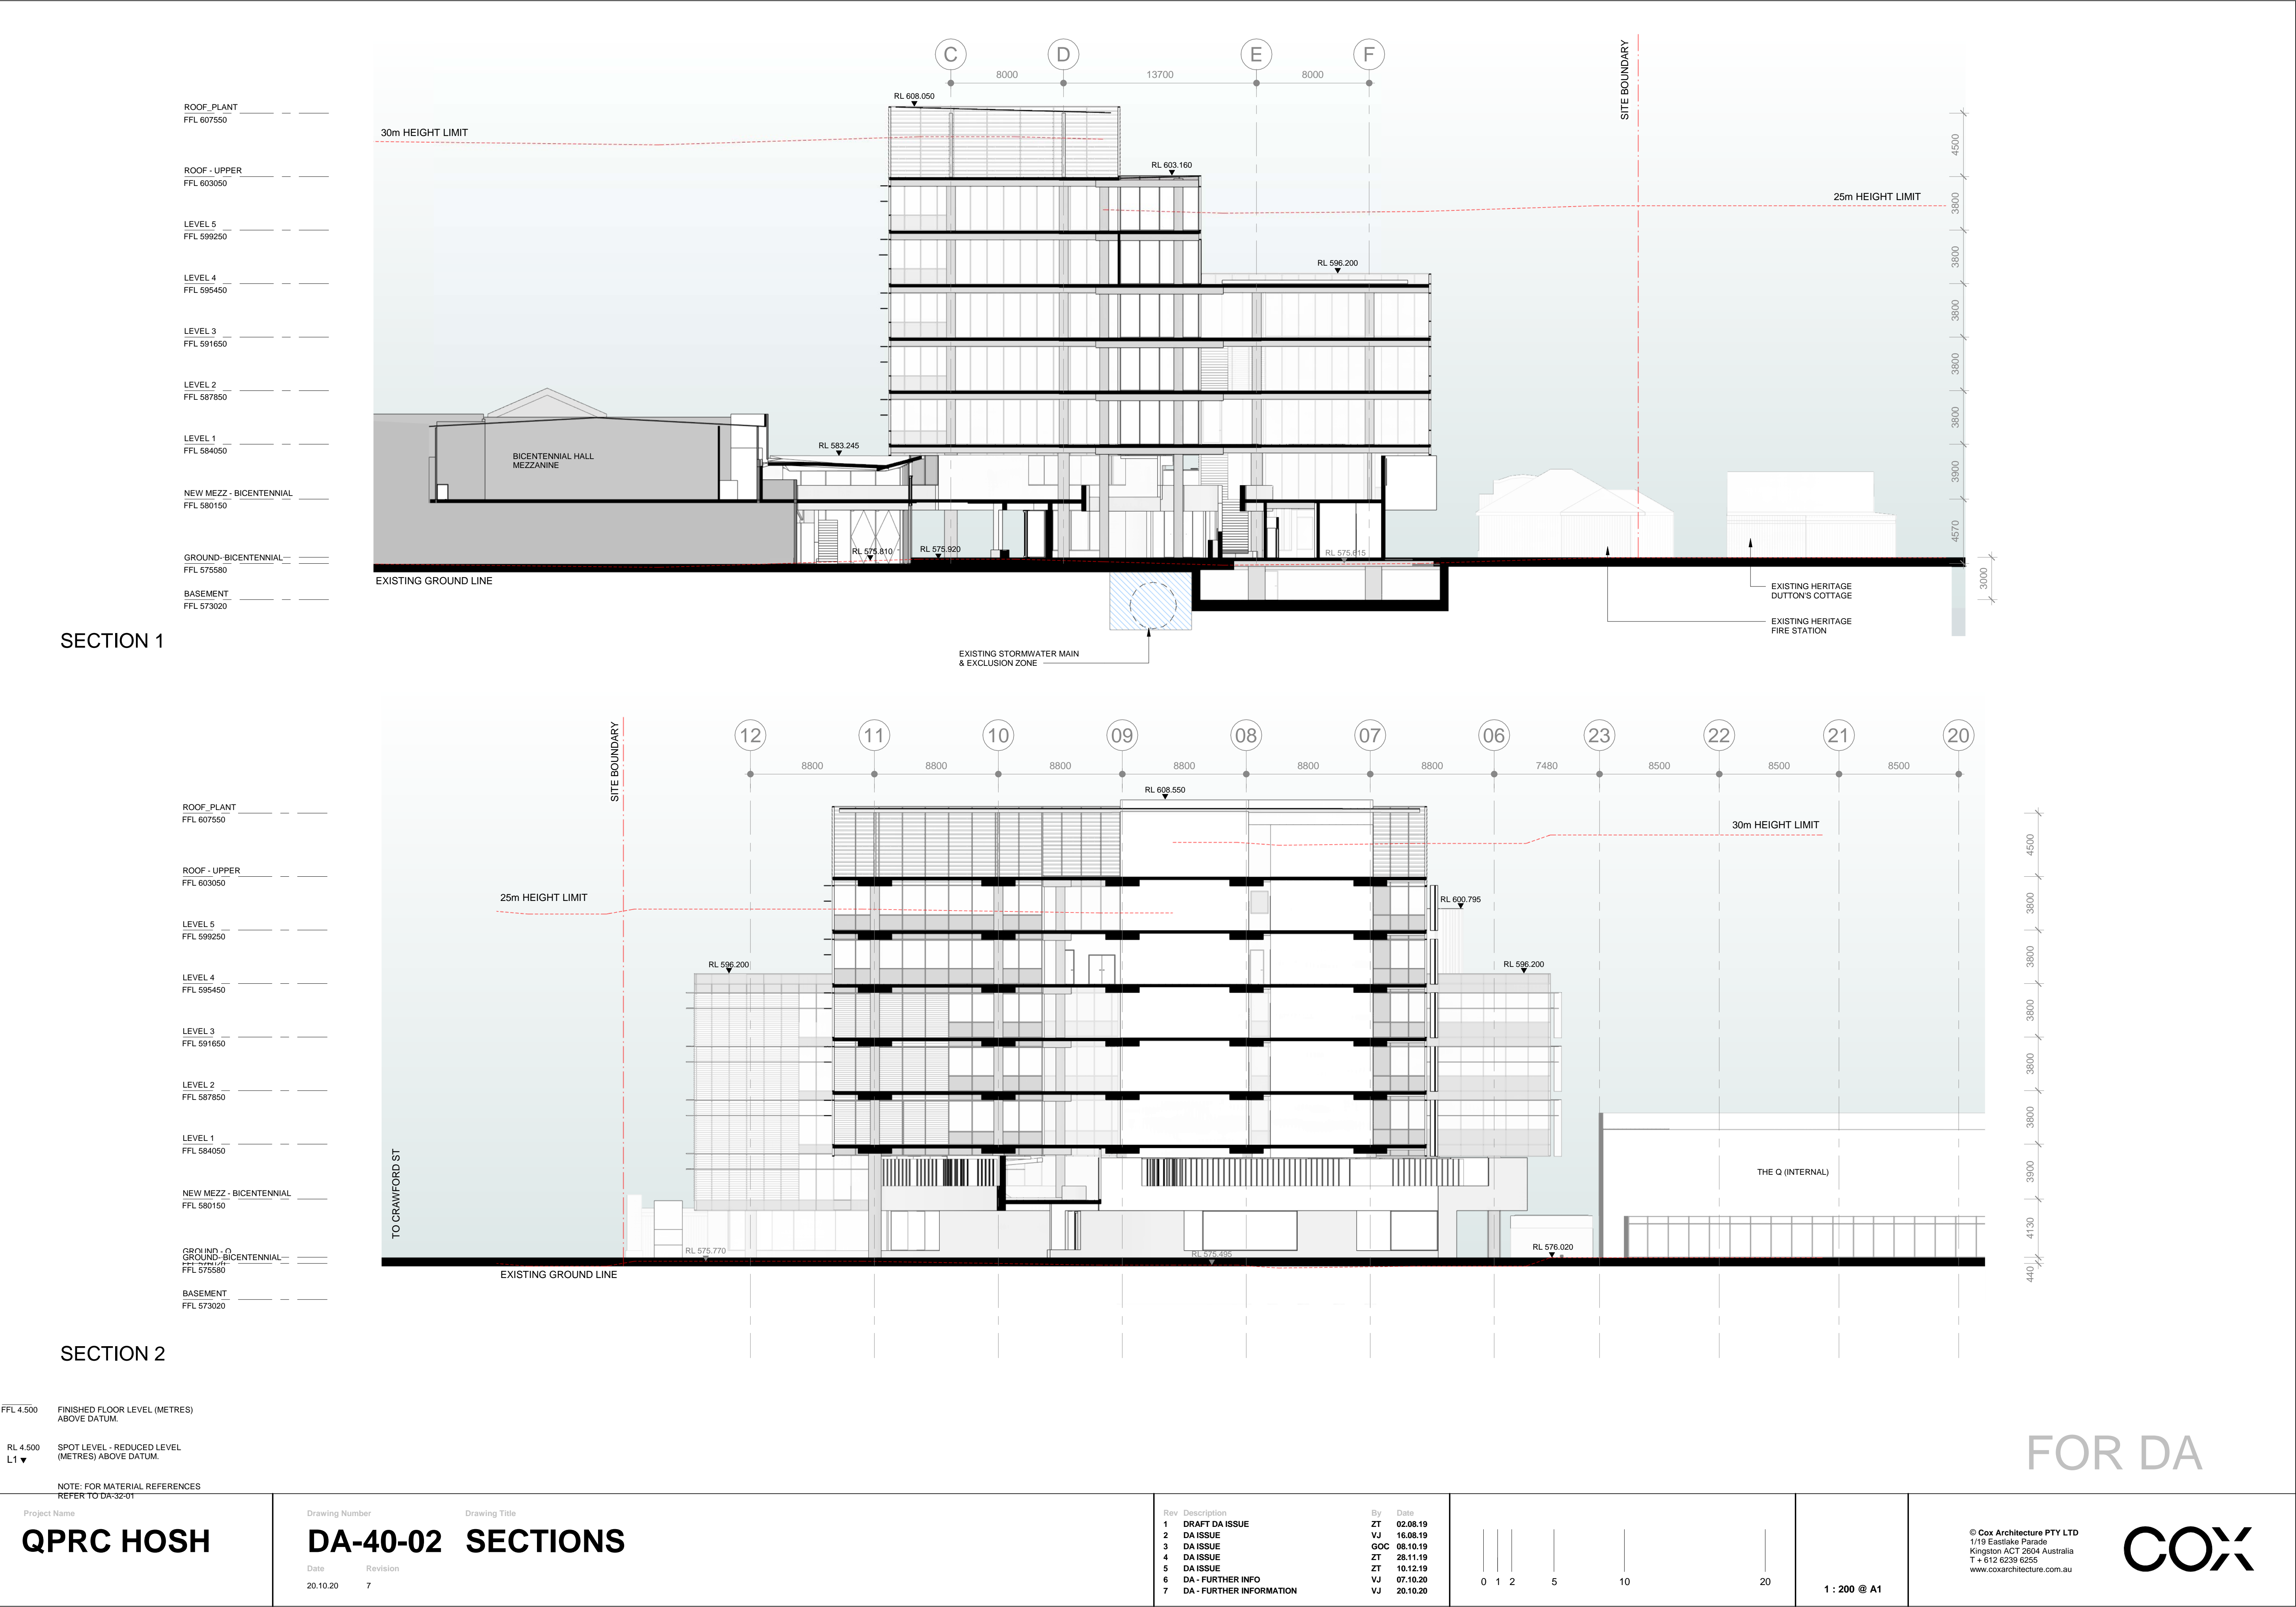 C
D
E
F
8000
13700
8000
SITE BOUNDARY
RL 608.050
ROOF_PLANT
FFL 607550
30m HEIGHT LIMIT
4500
RL 603.160
ROOF - UPPER
FFL 603050
25m HEIGHT LIMIT
3800
LEVEL 5
FFL 599250
3800
RL 596.200
LEVEL 4
FFL 595450
3800
LEVEL 3
FFL 591650
3800
LEVEL 2
FFL 587850
3800
LEVEL 1
FFL 584050
RL 583.245
BICENTENNIAL HALL
MEZZANINE
3900
NEW MEZZ - BICENTENNIAL
FFL 580150
4570
GROUND- BICENTENNIAL
FFL 575580
RL 575.810
RL 575.920
RL 575.615
EXISTING GROUND LINE
3000
BASEMENT
FFL 573020
EXISTING HERITAGE
DUTTON'S COTTAGE
EXISTING HERITAGE
FIRE STATION
SECTION 1
EXISTING STORMWATER MAIN
& EXCLUSION ZONE
SITE BOUNDARY
12
11
10
09
08
07
06
23
22
21
20
8800
8800
8800
8800
8800
8800
7480
8500
8500
8500
RL 608.550
ROOF_PLANT
FFL 607550
30m HEIGHT LIMIT
4500
ROOF - UPPER
FFL 603050
25m HEIGHT LIMIT
RL 600.795
3800
LEVEL 5
FFL 599250
3800
RL 596.200
RL 596.200
LEVEL 4
FFL 595450
3800
LEVEL 3
FFL 591650
3800
LEVEL 2
FFL 587850
3800
LEVEL 1
FFL 584050
TO CRAWFORD ST
THE Q (INTERNAL)
3900
NEW MEZZ - BICENTENNIAL
FFL 580150
4130
GROUND - Q
GROUND- BICENTENNIAL
FFL 575580
RL 575.770
RL 575.495
RL 576.020
EXISTING GROUND LINE
440
BASEMENT
FFL 573020
SECTION 2
FFL 4.500 FINISHED FLOOR LEVEL (METRES)
ABOVE DATUM.
RL 4.500 SPOT LEVEL - REDUCED LEVEL
L1 (METRES) ABOVE DATUM.
NOTE: FOR MATERIAL REFERENCES
REFER TO DA-32-01
FOR DA
Project Name
QPRC HOSH
Drawing Number
DA-40-02
Drawing Title
SECTIONS
Date
20.10.20
Revision
7
Rev Description By Date
1 DRAFT DA ISSUE ZT 02.08.19
2 DA ISSUE VJ 16.08.19
3 DA ISSUE GOC 08.10.19
4 DA ISSUE ZT 28.11.19
5 DA ISSUE ZT 10.12.19
6 DA - FURTHER INFO VJ 07.10.20
7 DA - FURTHER INFORMATION VJ 20.10.20
0 1 2 5 10 20
1 : 200 @ A1
© Cox Architecture PTY LTD
1/19 Eastlake Parade
Kingston ACT 2604 Australia
T + 612 6239 6255
www.coxarchitecture.com.au
COX